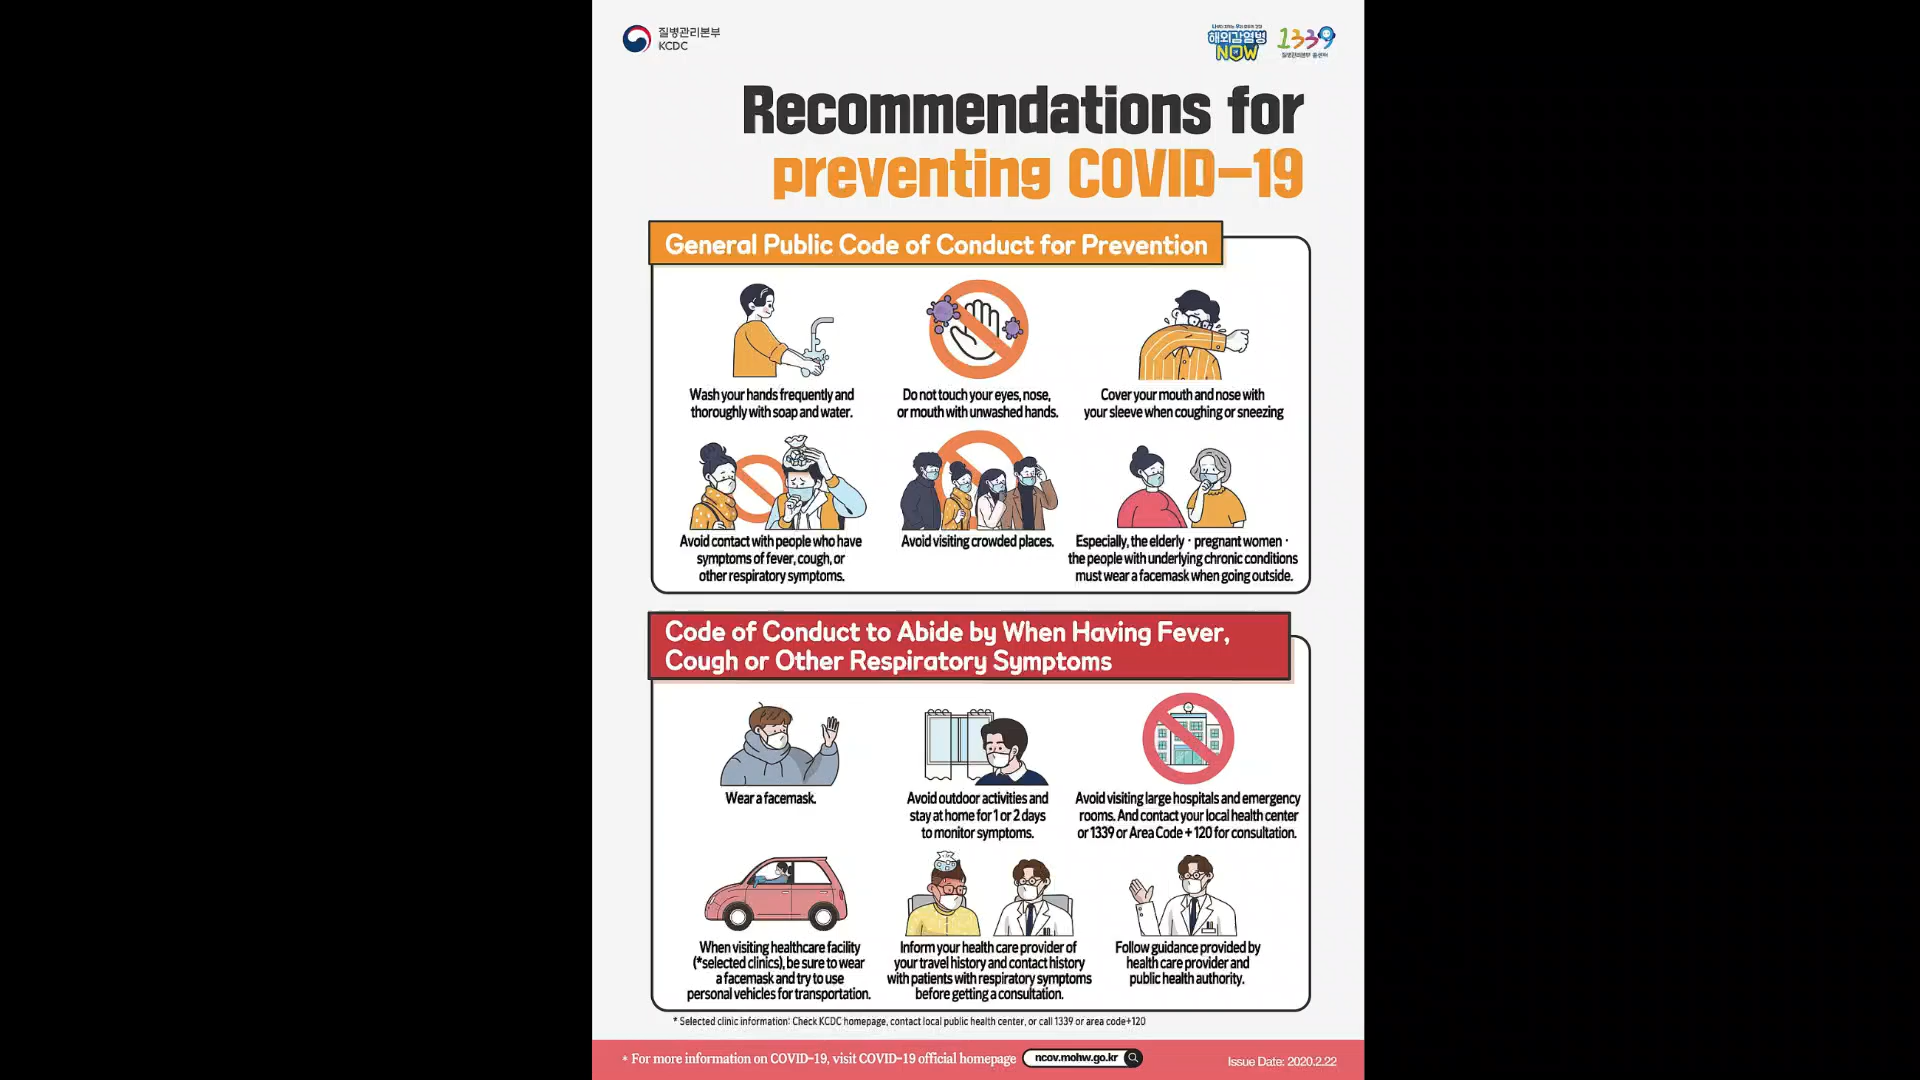 질병관리본부
KCDC
해외감염병
NOW
1339
질병관리본부 콜센터
Recommendations for
preventing COVID-19
General Public Code of Conduct for Prevention
Wash your hands frequently and
thoroughly with soap and water.
Do not touch your eyes, nose,
or mouth with unwashed hands.
Cover your mouth and nose with
your sleeve when coughing or sneezing
Avoid contact with people who have
symptoms of fever, cough, or
other respiratory symptoms.
Avoid visiting crowded places.
Especially, the elderly · pregnant women ·
the people with underlying chronic conditions
must wear a facemask when going outside.
Code of Conduct to Abide by When Having Fever,
Cough or Other Respiratory Symptoms
Wear a facemask.
Avoid outdoor activities and
stay at home for 1 or 2 days
to monitor symptoms.
Avoid visiting large hospitals and emergency
rooms. And contact your local health center
or 1339 or Area Code + 120 for consultation.
When visiting healthcare facility
(*selected clinics), be sure to wear
a facemask and try to use
personal vehicles for transportation.
Inform your health care provider of
your travel history and contact history
with patients with respiratory symptoms
before getting a consultation.
Follow guidance provided by
health care provider and
public health authority.
* Selected clinic information: Check KCDC homepage, contact local public health center, or call 1339 or area code+120
* For more information on COVID-19, visit COVID-19 official homepage ncov.mohw.go.kr
Issue Date: 2020.2.22